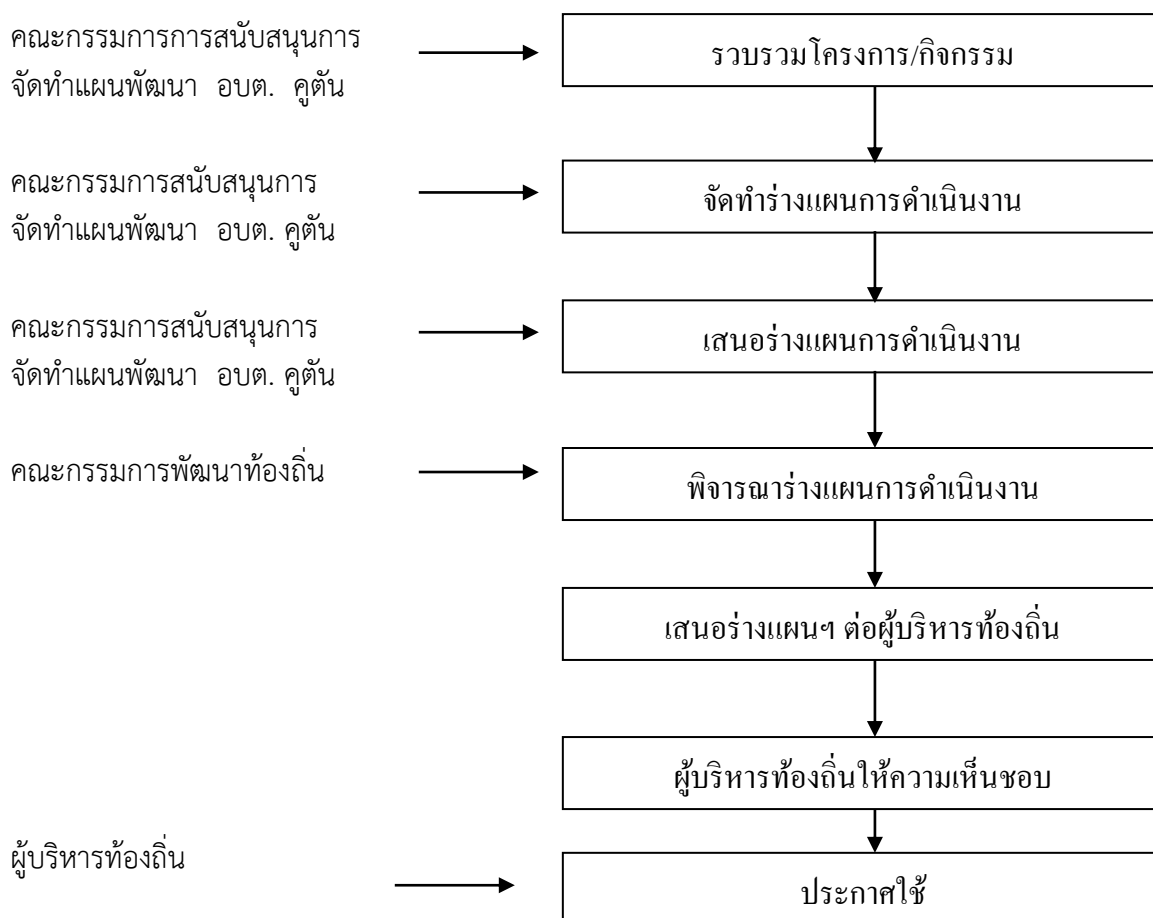 คณะกรรมการการสนับสนุนการ
จัดทำแผนพัฒนา อบต. คูตัน
รวบรวมโครงการ/กิจกรรม
คณะกรรมการสนับสนุนการ
จัดทำแผนพัฒนา อบต. คูตัน
จัดทำร่างแผนการดำเนินงาน
คณะกรรมการสนับสนุนการ
จัดทำแผนพัฒนา อบต. คูตัน
เสนอร่างแผนการดำเนินงาน
คณะกรรมการพัฒนาท้องถิ่น
พิจารณาร่างแผนการดำเนินงาน
เสนอร่างแผนฯ ต่อผู้บริหารท้องถิ่น
ผู้บริหารท้องถิ่นให้ความเห็นชอบ
ผู้บริหารท้องถิ่น
ประกาศใช้